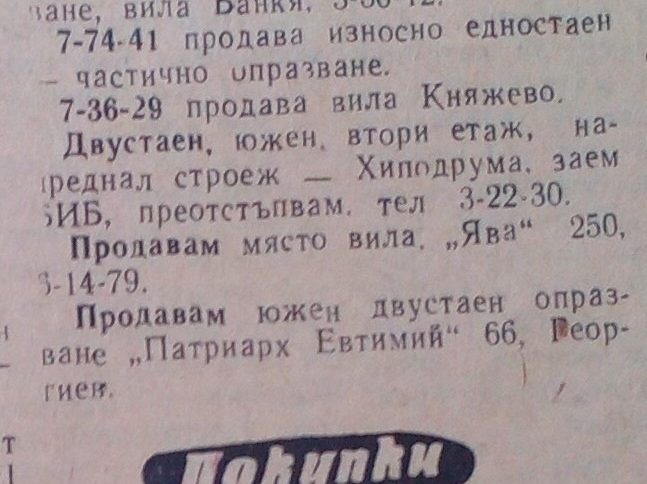 ване, вила Банкя,
7-74-41 продава износно едностаен
— частично опразване.
7-36-29 продава вила Княжево.
Двустаен, южен, втори етаж, на-
преднал строеж — Хиподрума, заем
БИБ, преотстъпвам. тел 3-22-30.
Продавам място вила, „Ява“ 250,
-14-79.
Продавам южен двустаен опраз-
ване „Патриарх Евтимий“ 66, Геор-
гиев.
Покупки